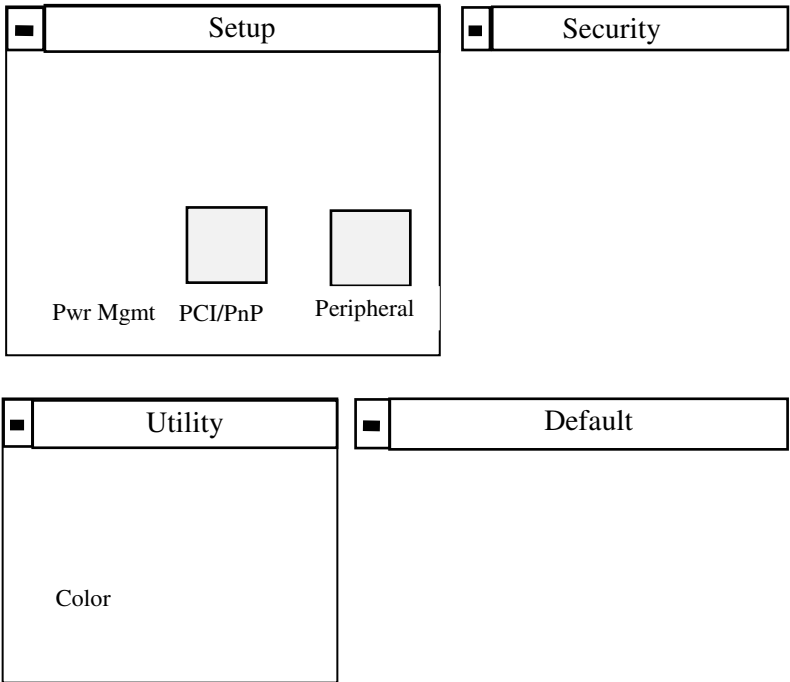 Setup
Security
Pwr Mgmt PCI/PnP Peripheral
Utility
Default
Color